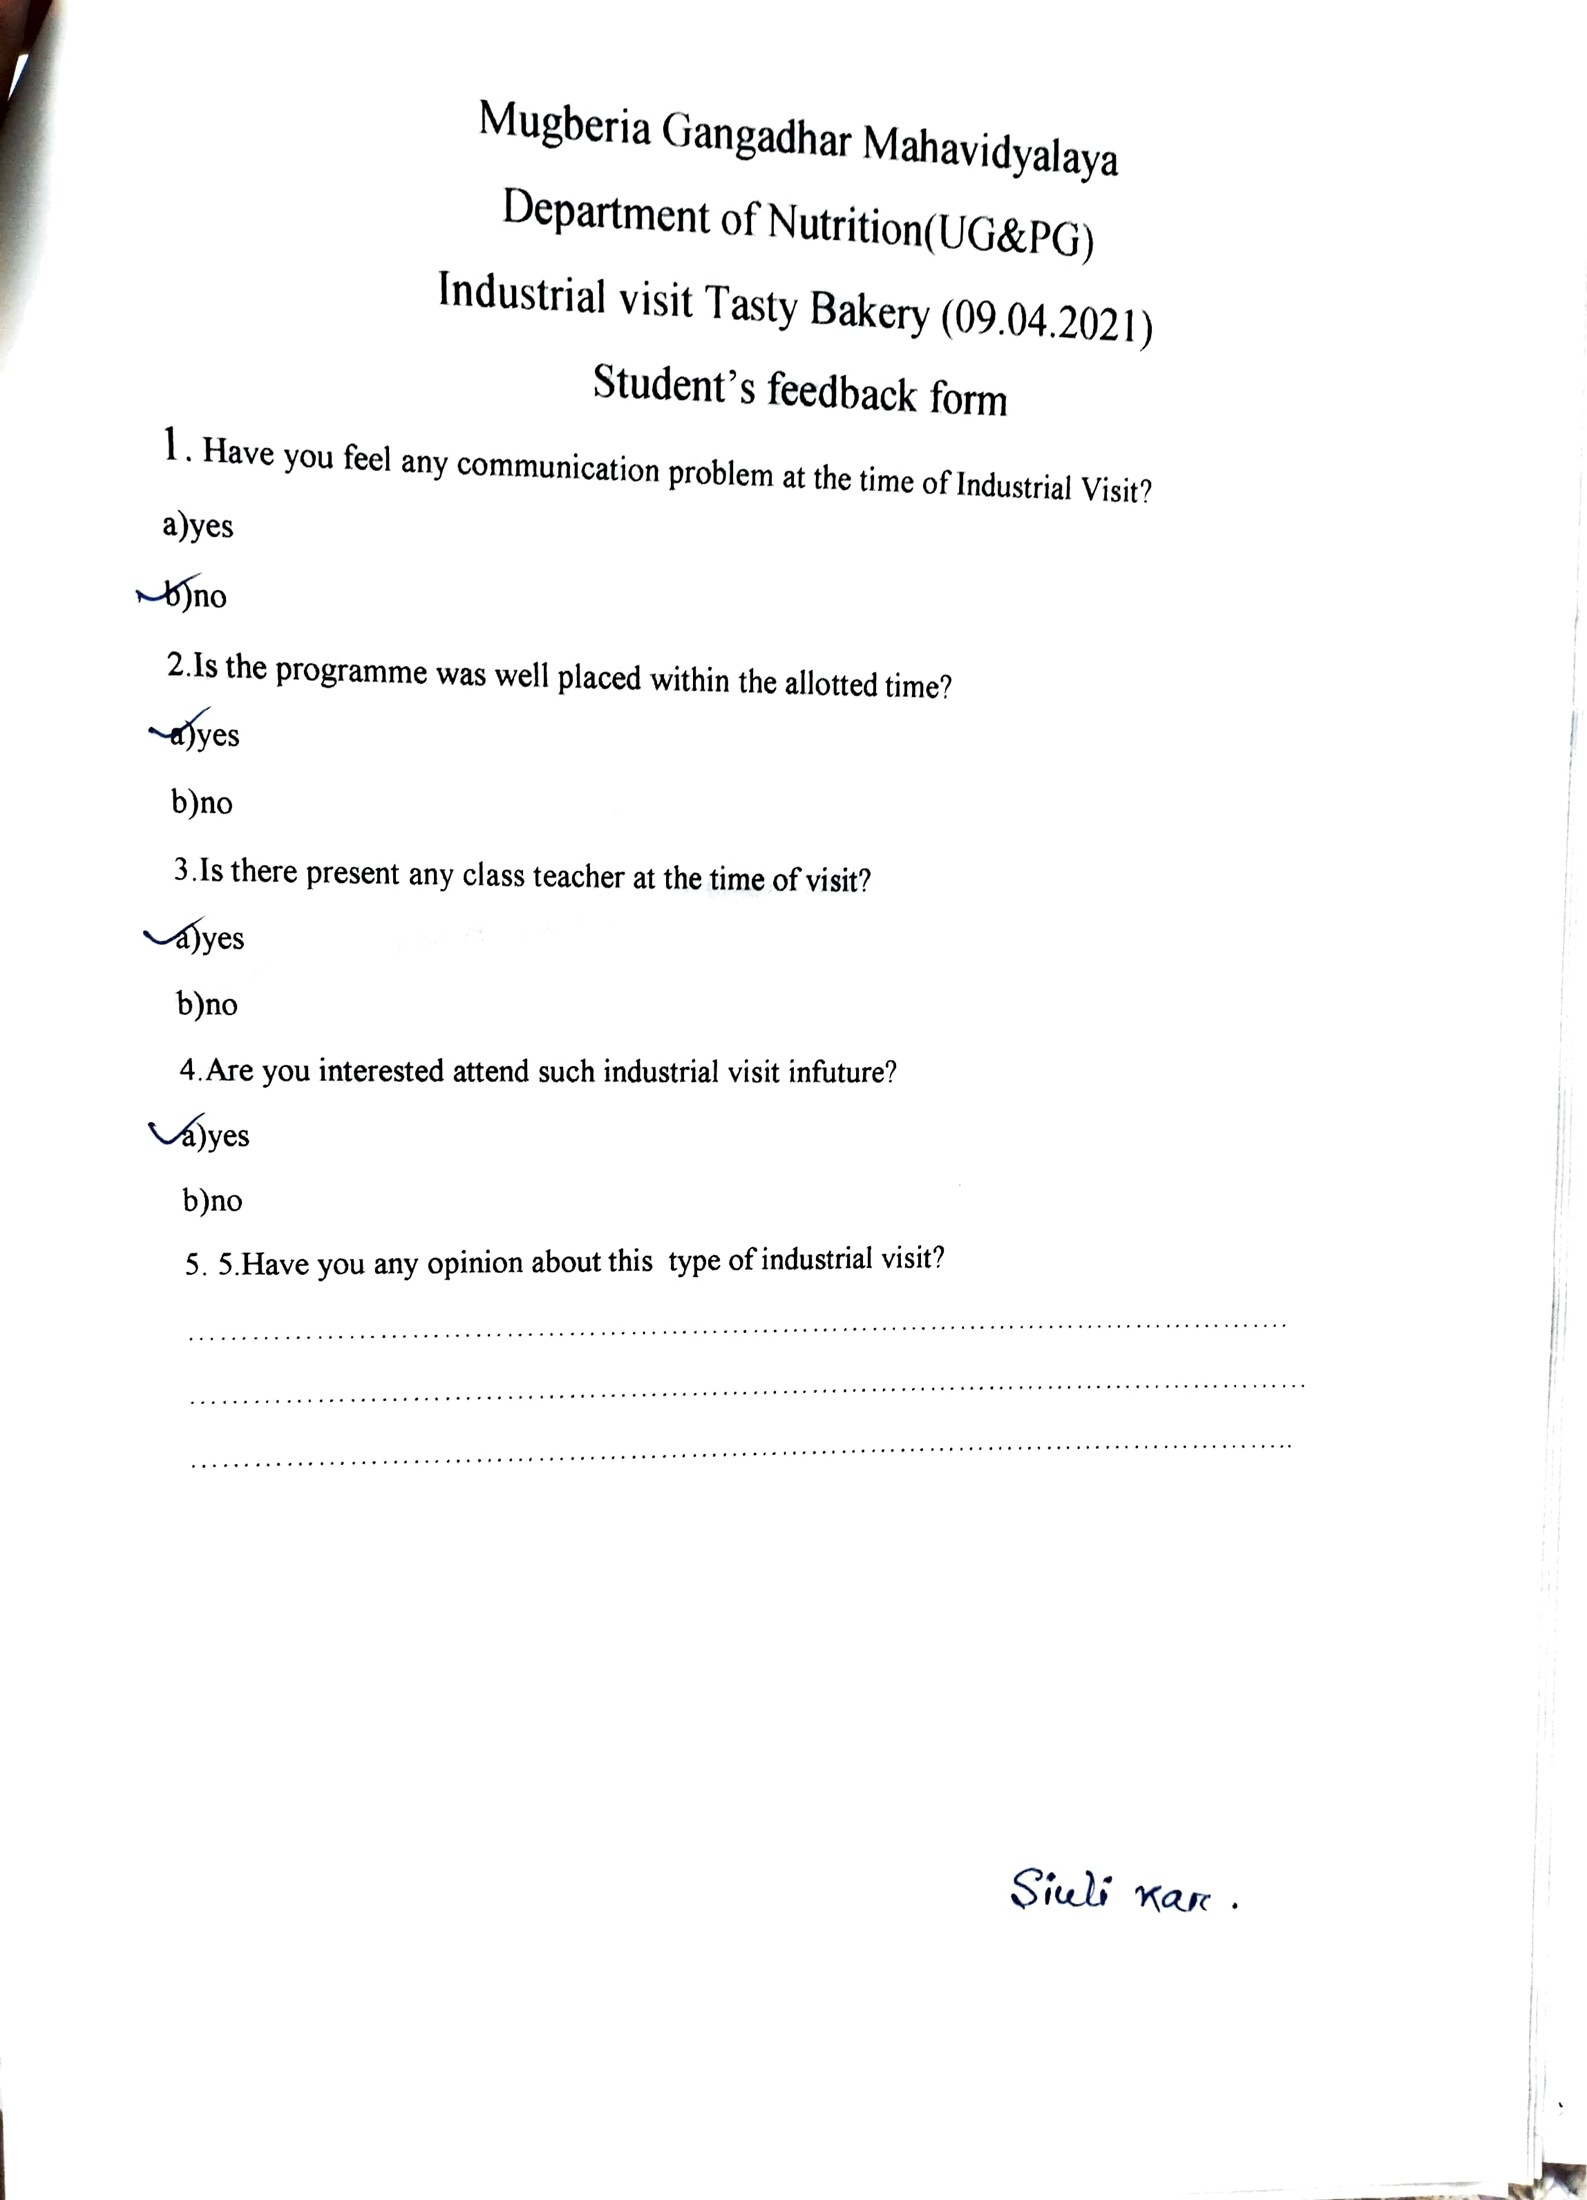 Mugberia Gangadhar Mahavidyalaya
Department of Nutrition(UG&PG)
Industrial visit Tasty Bakery (09.04.2021)
Student’s feedback form
1. Have you feel any communication problem at the time of Industrial Visit?
a)yes
b)no
2.Is the programme was well placed within the allotted time?
a)yes
b)no
3.Is there present any class teacher at the time of visit?
a)yes
b)no
4.Are you interested attend such industrial visit infuture?
a)yes
b)no
5. 5.Have you any opinion about this type of industrial visit?
Siuli Kar.